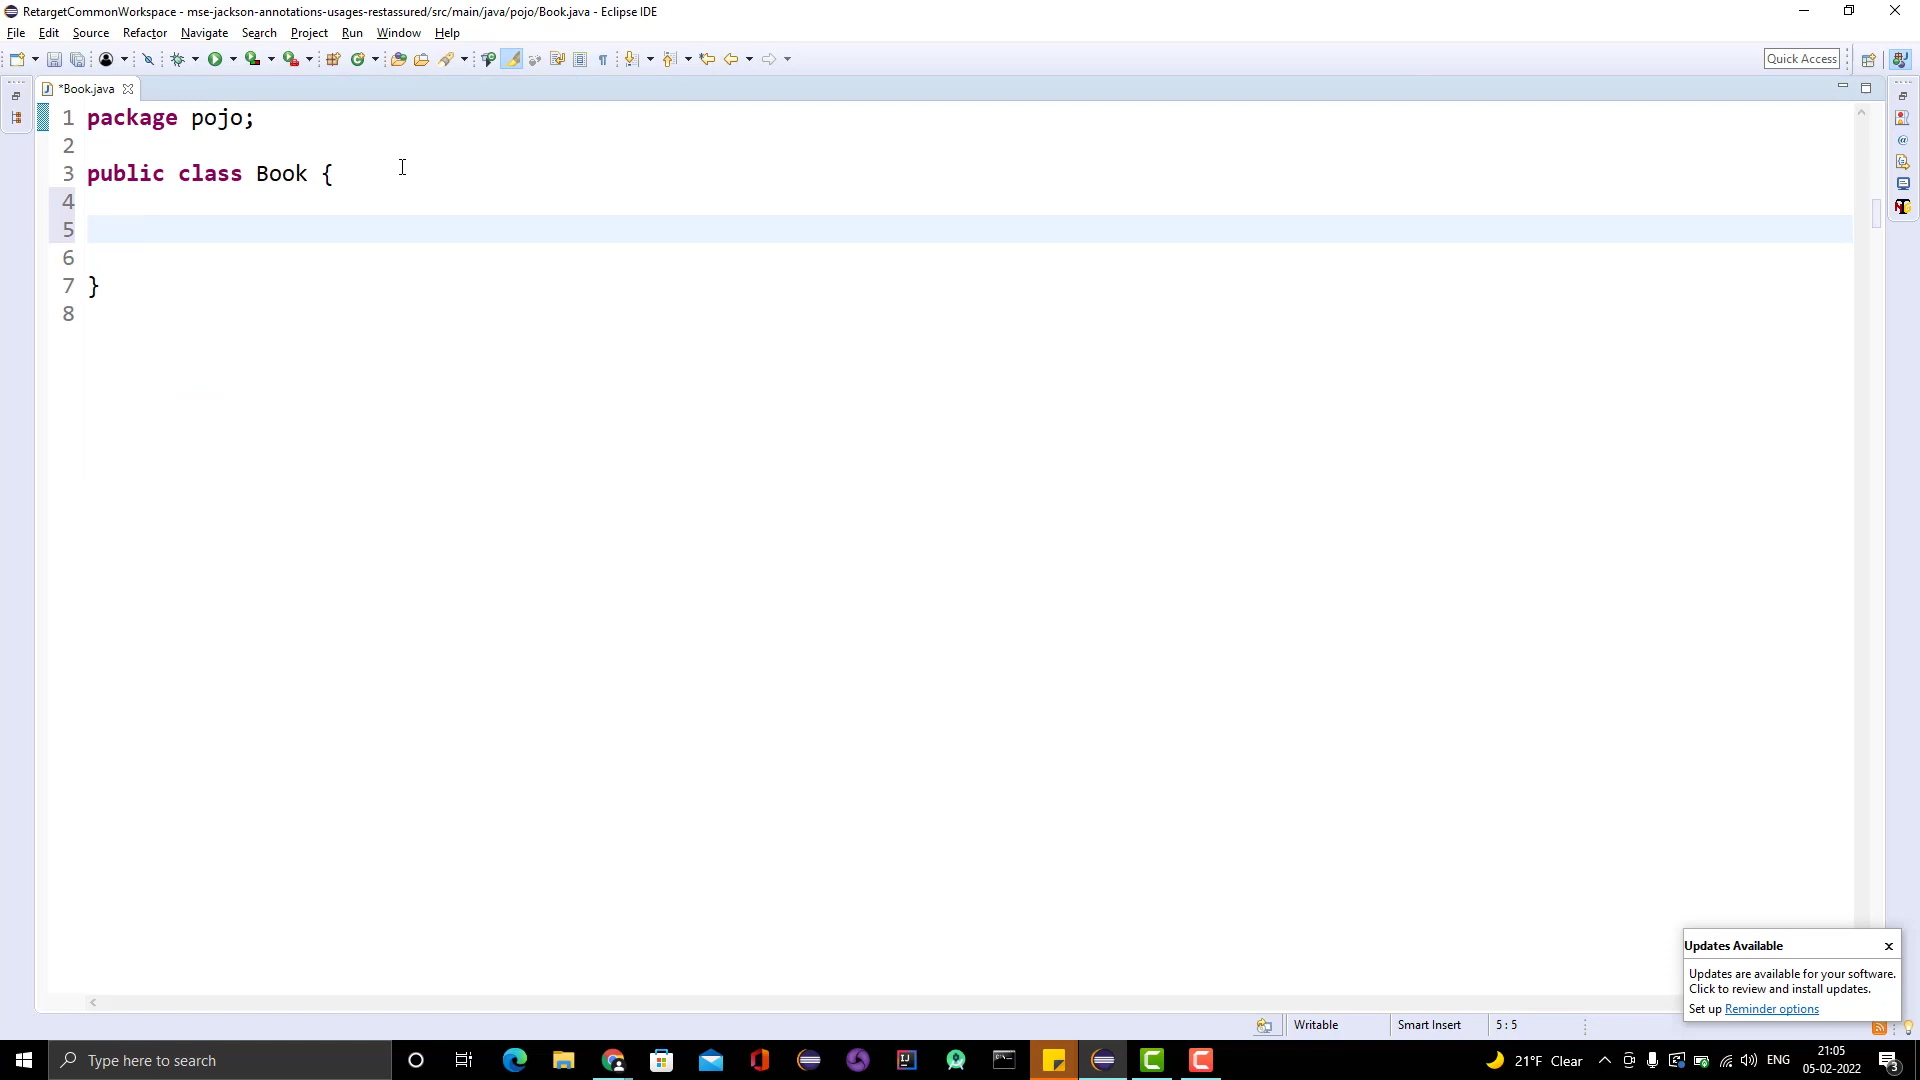 RetargetCommonWorkspace - mse-jackson-annotations-usages-restassured/src/main/java/pojo/Book.java - Eclipse IDE
File Edit Source Refactor Navigate Search Project Run Window Help
Quick Access
*Book.java
1 package pojo;
2
3 public class Book {
4
5
6
7 }
8
Updates Available
Updates are available for your software.
Click to review and install updates.
Set up Reminder options
Writable Smart Insert 5 : 5
Type here to search
21°F Clear
ENG
21:05
05-02-2022
3